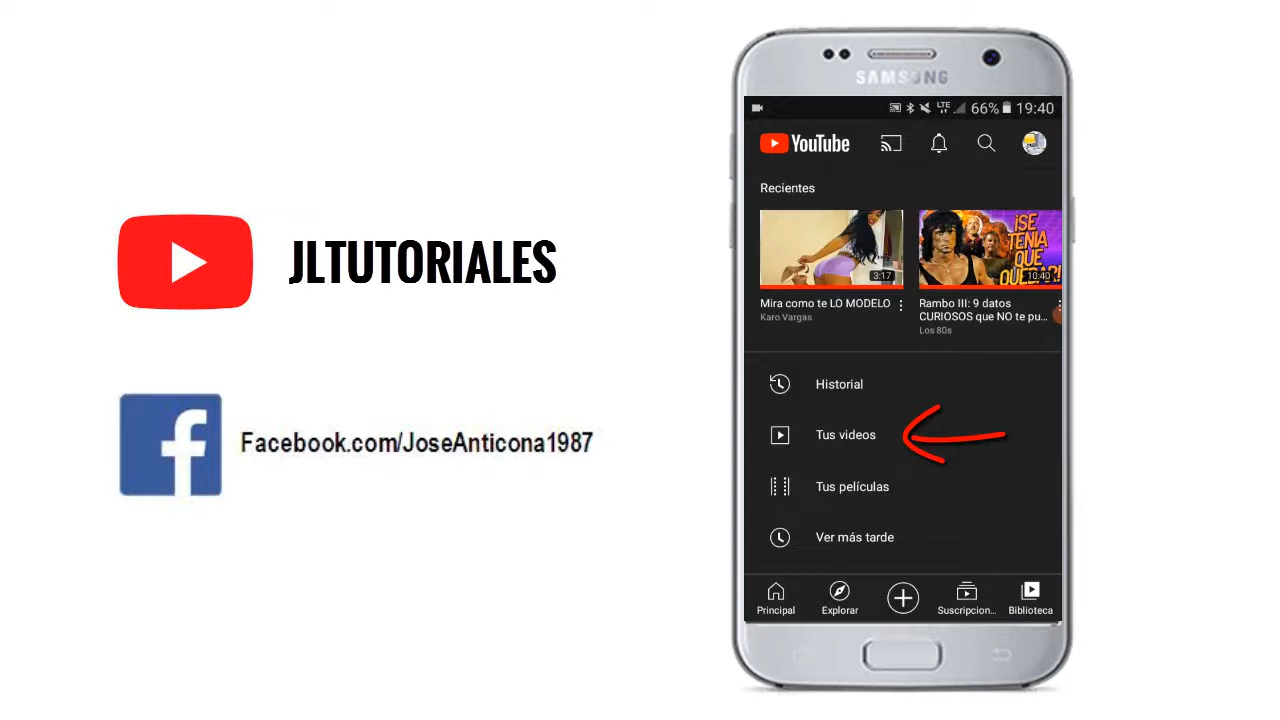 JLTUTORIALES
Facebook.com/JoseAnticona1987
SAMSUNG
LTE
66%
19:40
YouTube
Recientes
¡SE
TENIA
QUE
QUEDAR!
3:17
10:40
Mira como te LO MODELO
Karo Vargas
Rambo III: 9 datos
CURIOSOS que NO te pu...
Los 80s
Historial
Tus videos
Tus películas
Ver más tarde
Principal
Explorar
Suscripcion...
Biblioteca